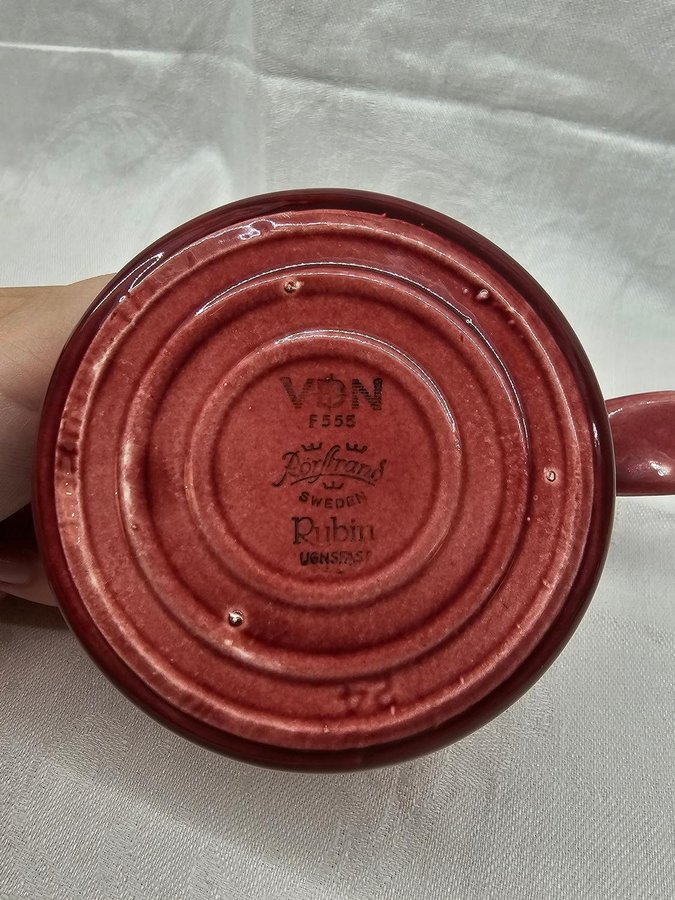 VDN
F555
Rörstrand
SWEDEN
Rubin
UGNSFAST